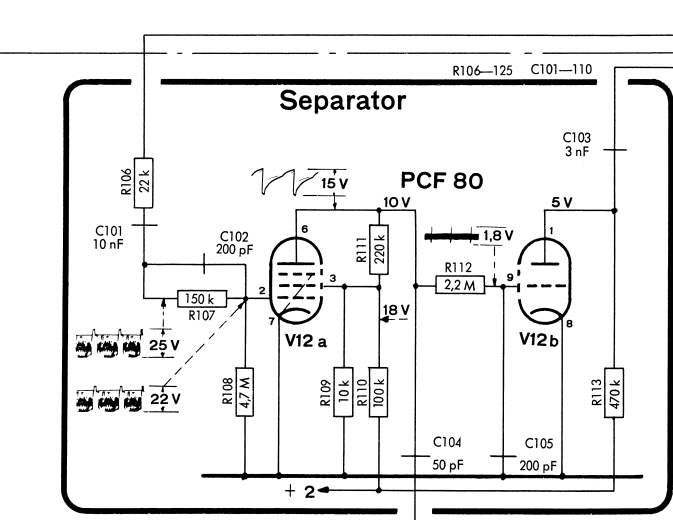 R106—125 C101—110
Separator
C103
3 nF
R106
22 k
15 V
PCF 80
10 V
5 V
6
1
C101
10 nF
C102
200 pF
R111
220 k
1,8 V
R112
2,2 M
3
9
150 k
R107
2
7
18 V
8
V12 a
V12 b
25 V
22 V
R108
4,7 M
R109
10 k
R110
100 k
R113
470 k
C104
50 pF
C105
200 pF
+ 2